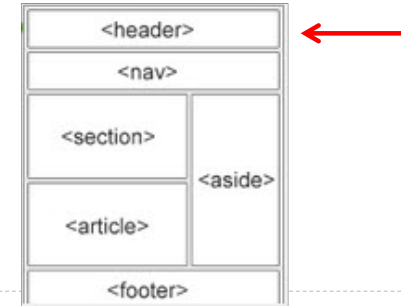 <header>
<nav>
<section>
<aside>
<article>
<footer>